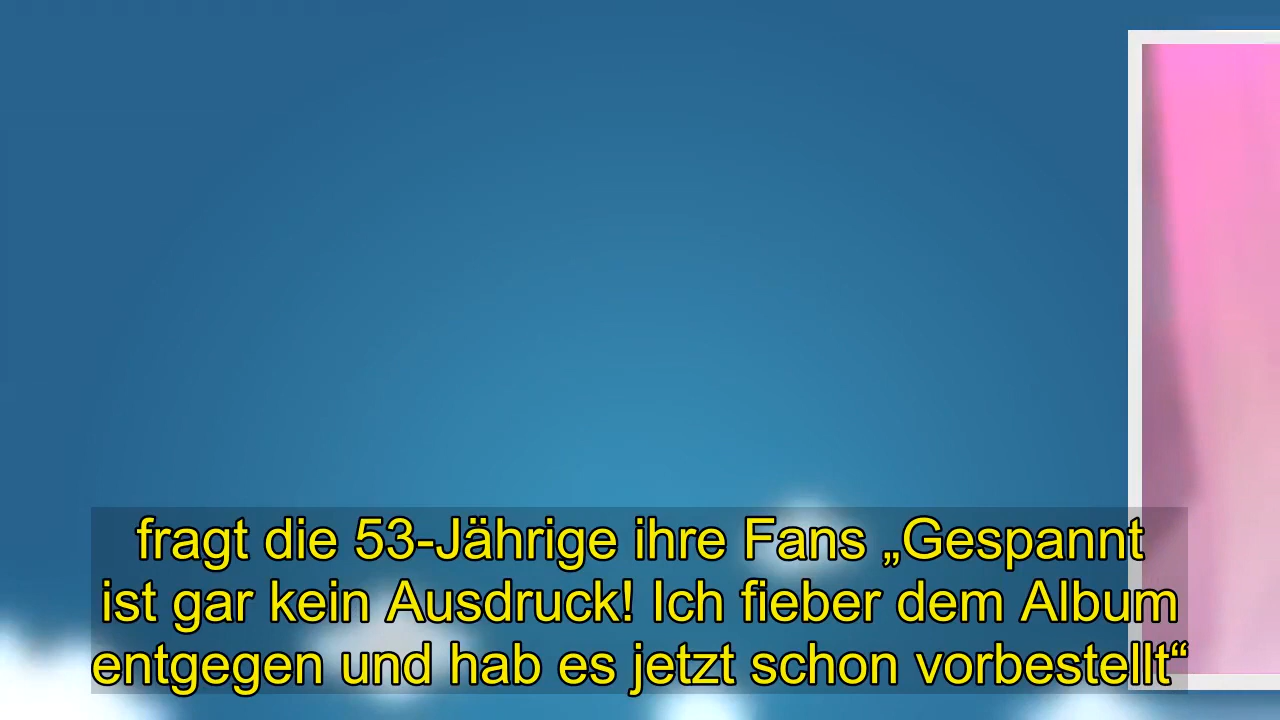 fragt die 53-Jährige ihre Fans „Gespannt
ist gar kein Ausdruck! Ich fieber dem Album
entgegen und hab es jetzt schon vorbestellt“